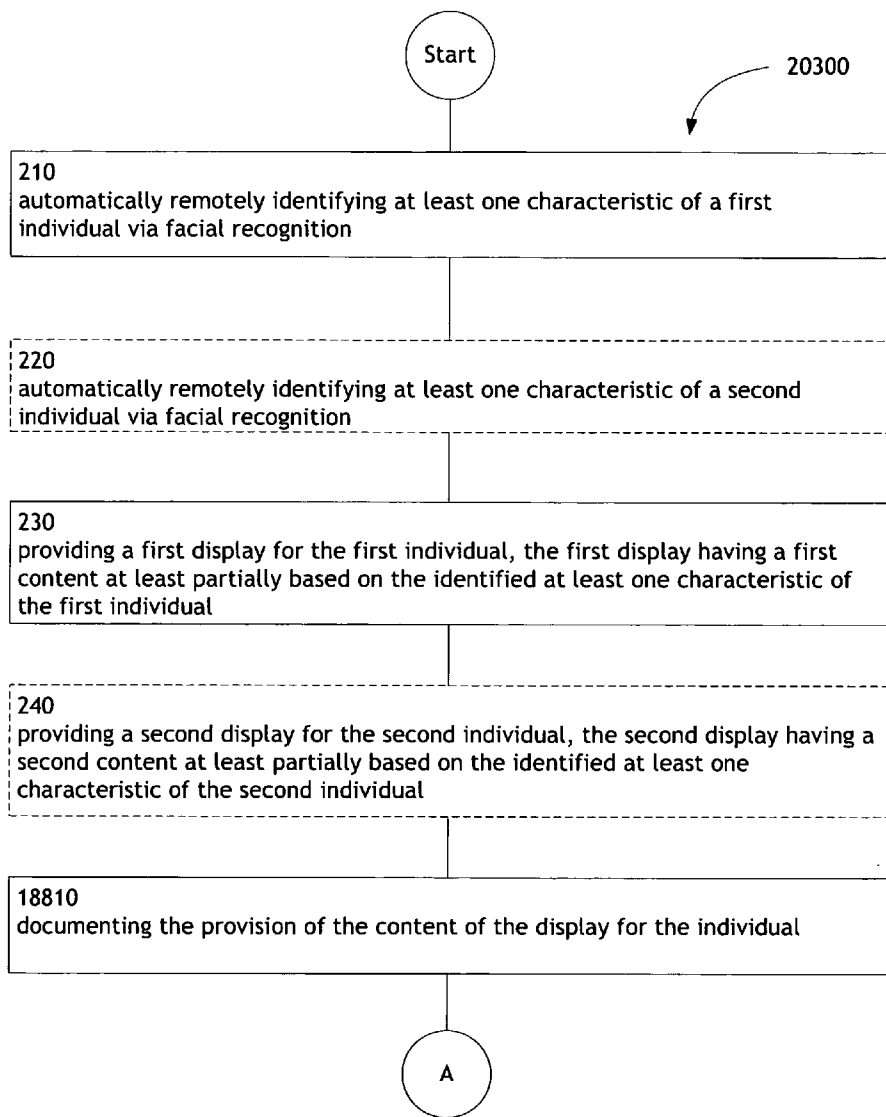 Start
20300
210
automatically remotely identifying at least one characteristic of a first
individual via facial recognition
220
automatically remotely identifying at least one characteristic of a second
individual via facial recognition
230
providing a first display for the first individual, the first display having a first
content at least partially based on the identified at least one characteristic of
the first individual
240
providing a second display for the second individual, the second display having a
second content at least partially based on the identified at least one
characteristic of the second individual
18810
documenting the provision of the content of the display for the individual
A